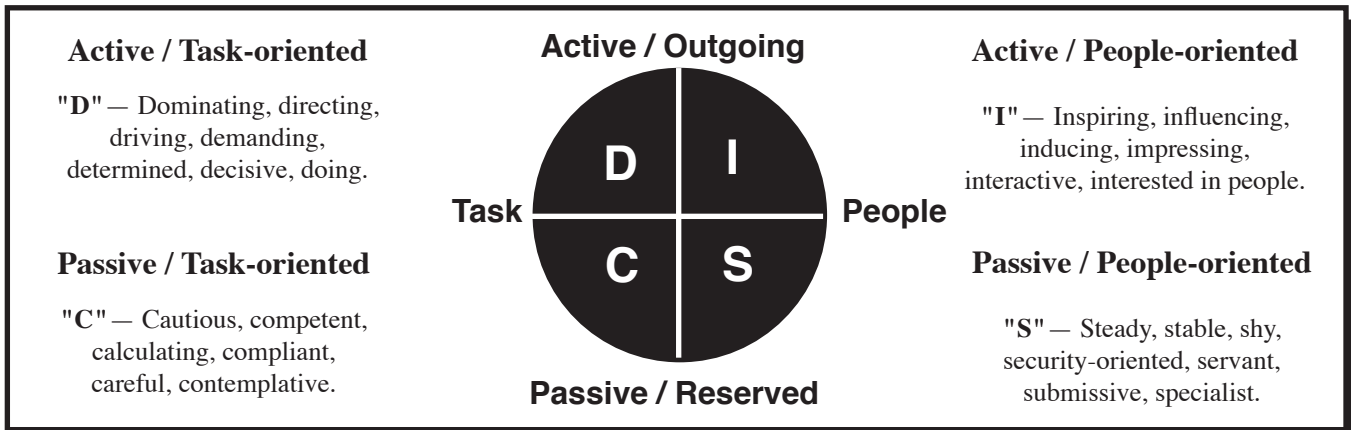 Active / Task-oriented
"D"— Dominating, directing,
driving, demanding,
determined, decisive, doing.
Passive / Task-oriented
"C"— Cautious, competent,
calculating, compliant,
careful, contemplative.
Active / Outgoing
D
I
Task
People
C
S
Passive / Reserved
Active / People-oriented
"I"— Inspiring, influencing,
inducing, impressing,
interactive, interested in people.
Passive / People-oriented
"S"— Steady, stable, shy,
security-oriented, servant,
submissive, specialist.